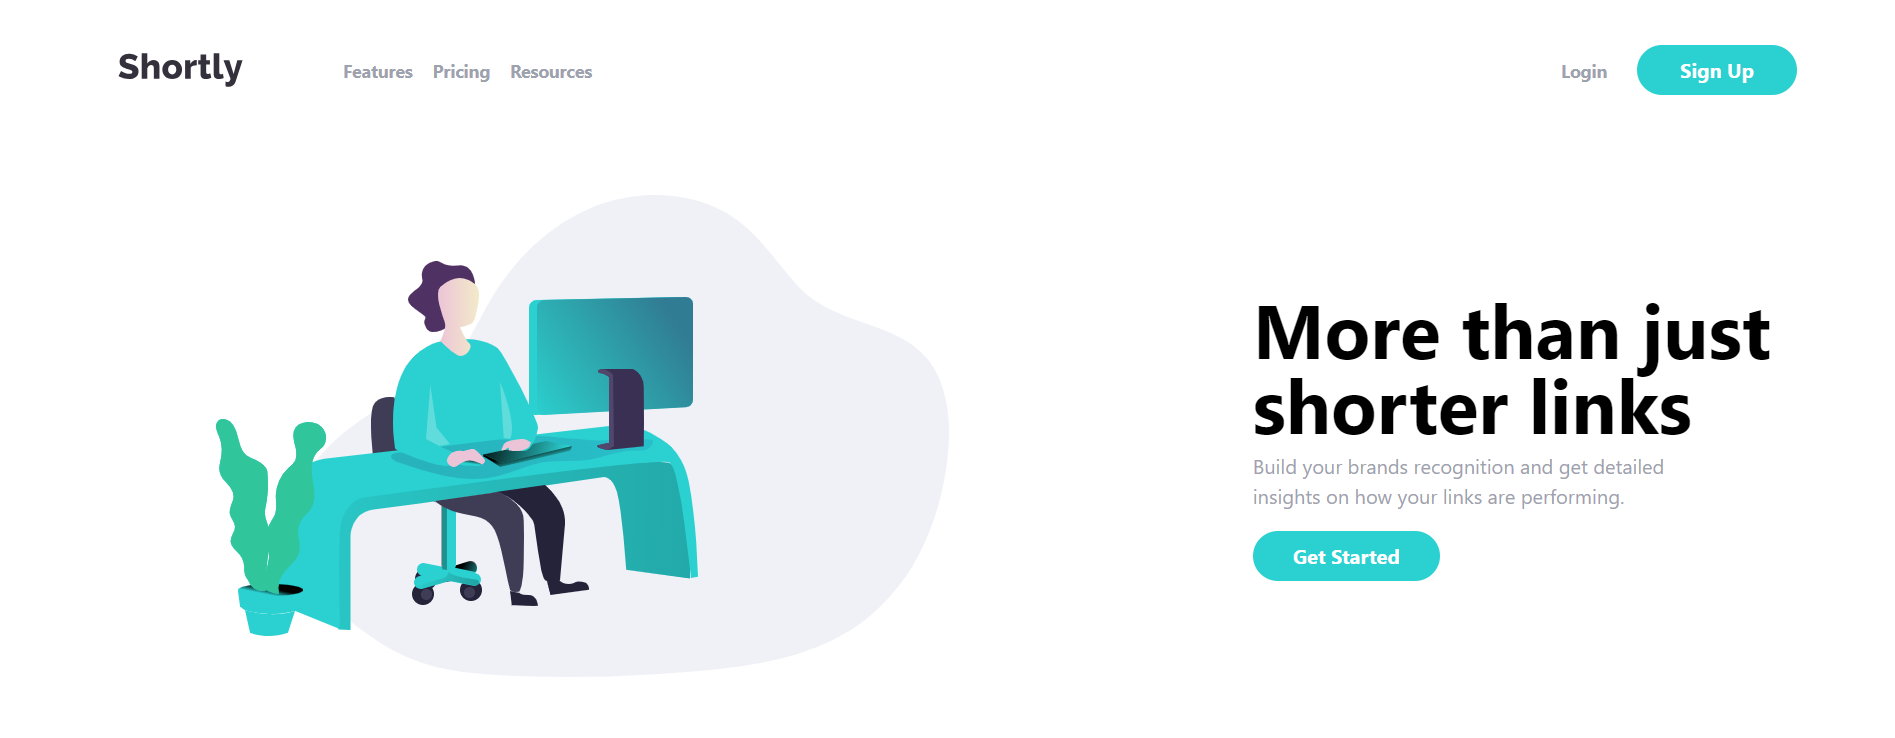 Shortly Features Pricing Resources Login Sign Up
More than just
shorter links
Build your brands recognition and get detailed
insights on how your links are performing.
Get Started